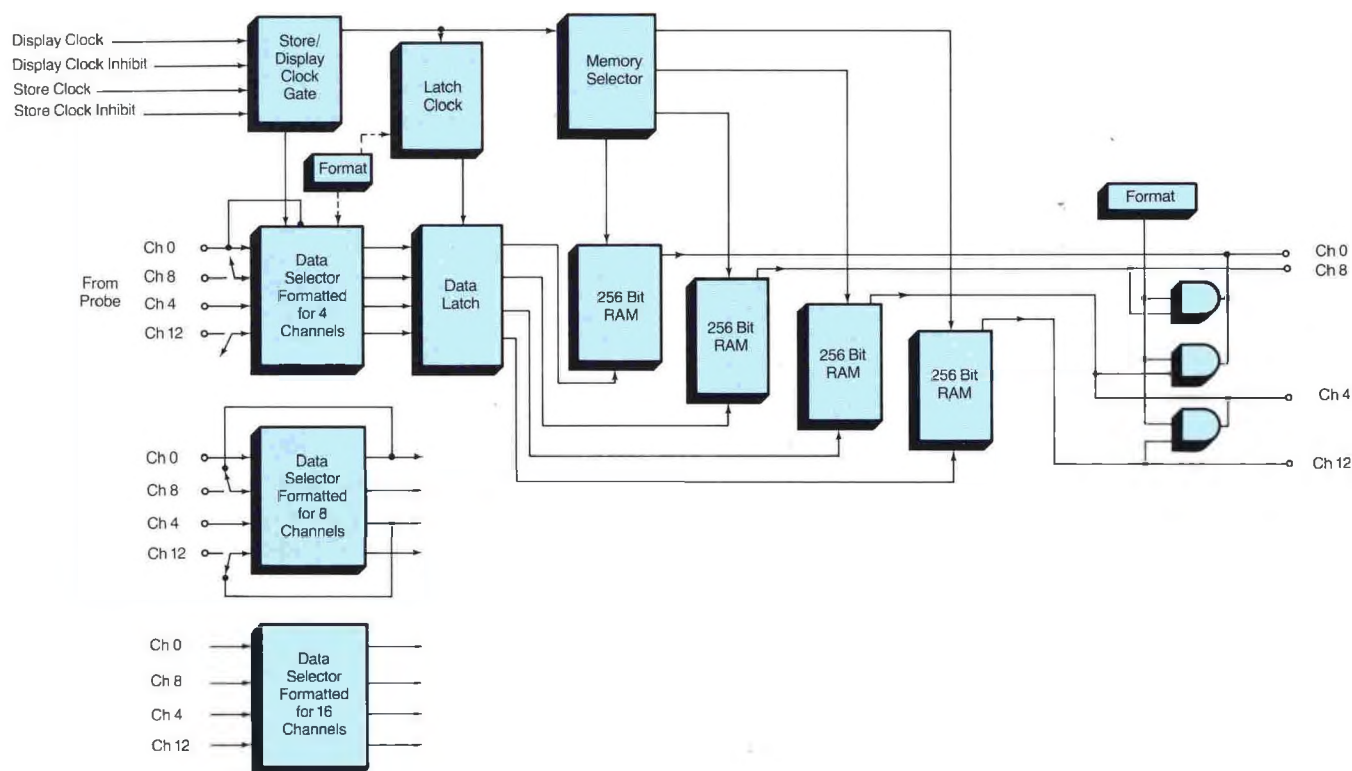 Display Clock
Display Clock Inhibit
Store Clock
Store Clock Inhibit
Store/
Display
Clock
Gate
Latch
Clock
Memory
Selector
Format
Format
From
Probe
Ch 0
Ch 8
Ch 4
Ch 12
Data
Selector
Formatted
for 4
Channels
Data
Latch
256 Bit
RAM
256 Bit
RAM
256 Bit
RAM
256 Bit
RAM
Ch 0
Ch 8
Ch 4
Ch 12
Ch 0
Ch 8
Ch 4
Ch 12
Data
Selector
Formatted
for 8
Channels
Ch 0
Ch 8
Ch 4
Ch 12
Data
Selector
Formatted
for 16
Channels